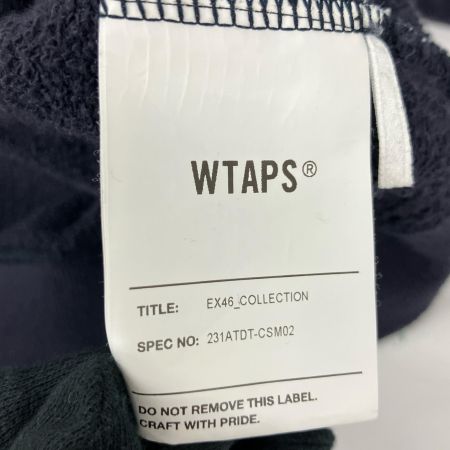 WTAPS®
TITLE: EX46_COLLECTION
SPEC NO: 231ATDT-CSM02
DO NOT REMOVE THIS LABEL.
CRAFT WITH PRIDE.